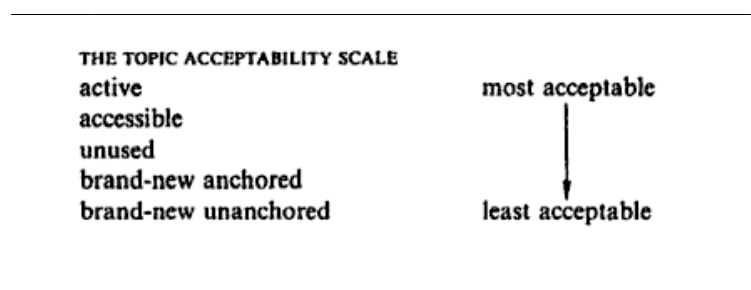 THE TOPIC ACCEPTABILITY SCALE
active most acceptable
accessible
unused
brand-new anchored
brand-new unanchored least acceptable